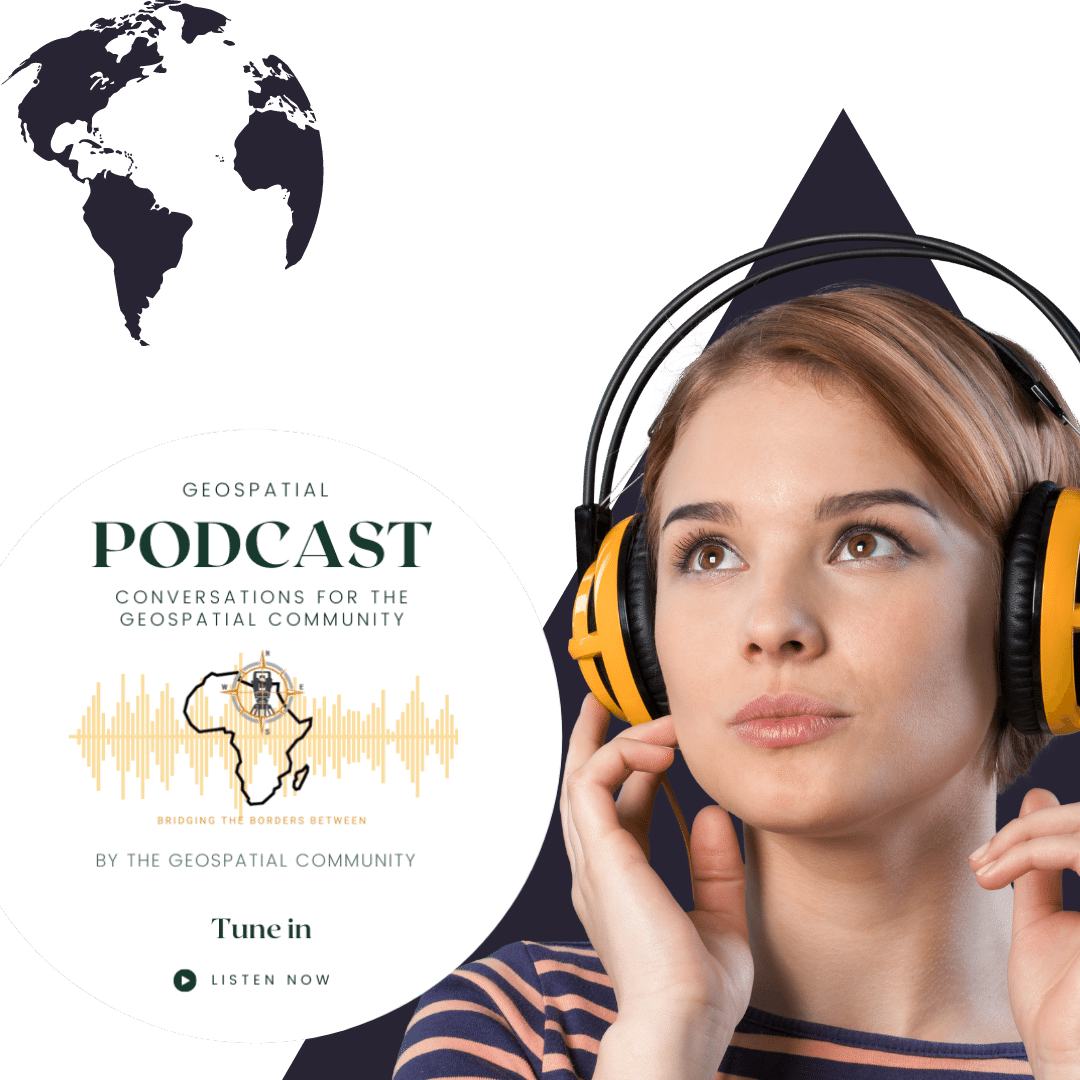 GEOSPATIAL
PODCAST
CONVERSATIONS FOR THE
GEOSPATIAL COMMUNITY
N
W E
S
BRIDGING THE BORDERS BETWEEN
BY THE GEOSPATIAL COMMUNITY
Tune in
LISTEN NOW